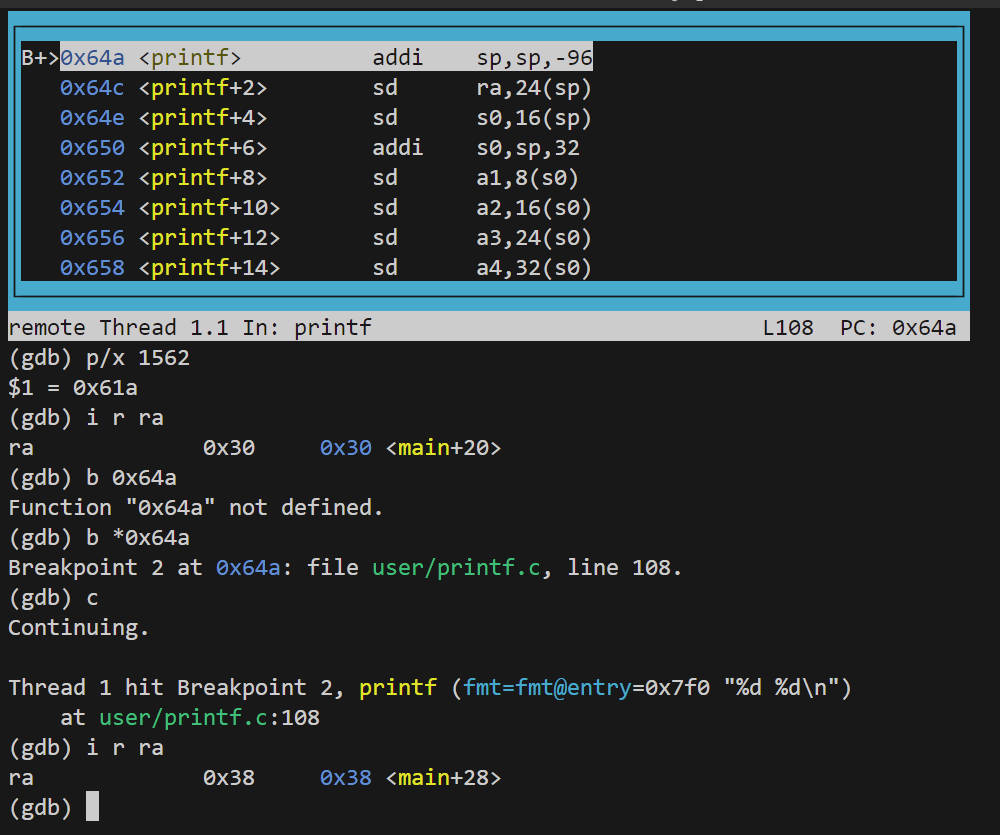 B+>0x64a <printf>          addi    sp,sp,-96
   0x64c <printf+2>        sd      ra,24(sp)
   0x64e <printf+4>        sd      s0,16(sp)
   0x650 <printf+6>        addi    s0,sp,32
   0x652 <printf+8>        sd      a1,8(s0)
   0x654 <printf+10>       sd      a2,16(s0)
   0x656 <printf+12>       sd      a3,24(s0)
   0x658 <printf+14>       sd      a4,32(s0)
remote Thread 1.1 In: printf                              L108  PC: 0x64a
(gdb) p/x 1562
$1 = 0x61a
(gdb) i r ra
ra             0x30     0x30 <main+20>
(gdb) b 0x64a
Function "0x64a" not defined.
(gdb) b *0x64a
Breakpoint 2 at 0x64a: file user/printf.c, line 108.
(gdb) c
Continuing.
Thread 1 hit Breakpoint 2, printf (fmt=fmt@entry=0x7f0 "%d %d\n")
    at user/printf.c:108
(gdb) i r ra
ra             0x38     0x38 <main+28>
(gdb)